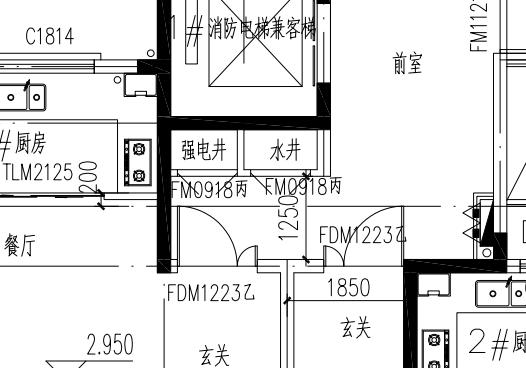 1#消防电梯兼客梯
C1814
FM112
前室
#厨房
强电井
水井
TLM2125
200
FM0918丙
FM0918丙
1250
餐厅
FDM1223乙
FDM1223乙
1850
玄关
2.950
玄关
2#厨